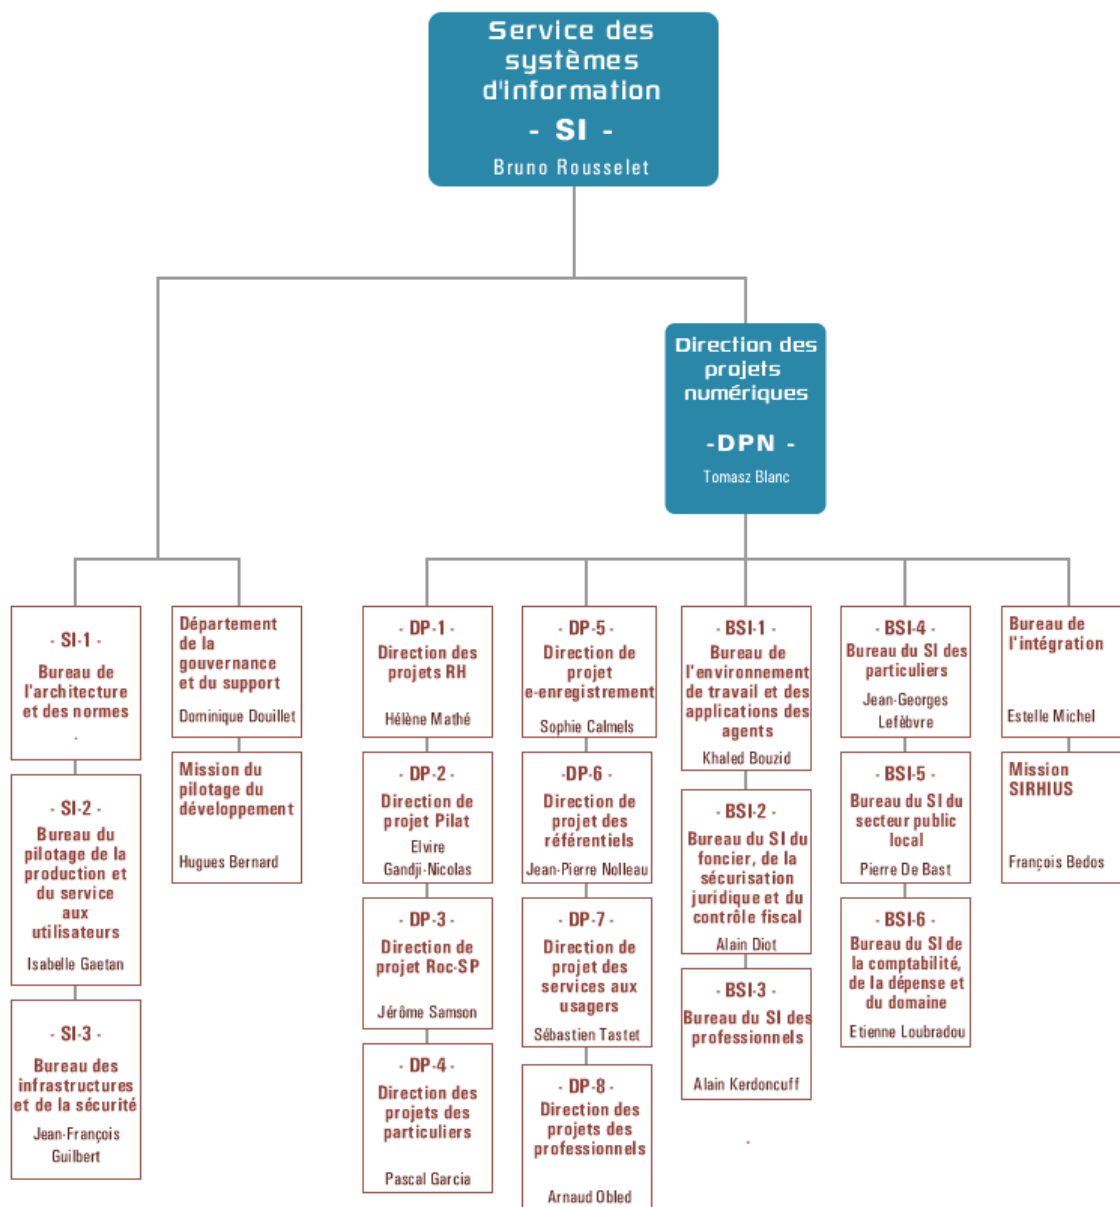 Service des
systèmes
d'information
- SI -
Bruno Rousselet
Direction des
projets
numériques
-DPN -
Tomasz Blanc
- SI-1 -
Bureau de
l'architecture
et des normes
.
- SI-2 -
Bureau du
pilotage de la
production et
du service
aux
utilisateurs
Isabelle Gaetan
- SI-3 -
Bureau des
infrastructures
et de la sécurité
Jean-François
Guilbert
Département
de la
gouvernance
et du support
Dominique Douillet
Mission du
pilotage du
développement
Hugues Bernard
- DP-1 -
Direction des
projets RH
Hélène Mathé
- DP-2 -
Direction de
projet Pilat
Elvire
Gandji-Nicolas
- DP-3 -
Direction de
projet Roc-SP
Jérôme Samson
- DP-4 -
Direction des
projets des
particuliers
Pascal Garcia
- DP-5 -
Direction de
projet
e-enregistrement
Sophie Calmels
-DP-6 -
Direction de
projet des
référentiels
Jean-Pierre Nolleau
- DP-7 -
Direction de
projet des
services aux
usagers
Sébastien Tastet
- DP-8 -
Direction des
projets des
professionnels
Arnaud Obled
- BSI-1 -
Bureau de
l'environnement
de travail et des
applications des
agents
Khaled Bouzid
- BSI-2 -
Bureau du SI du
foncier, de la
sécurisation
juridique et du
contrôle fiscal
Alain Diot
- BSI-3 -
Bureau du SI des
professionnels
Alain Kerdoncuff
.
- BSI-4 -
Bureau du SI des
particuliers
Jean-Georges
Lefèbvre
- BSI-5 -
Bureau du SI du
secteur public
local
Pierre De Bast
- BSI-6 -
Bureau du SI de
la comptabilité,
de la dépense et
du domaine
Etienne Loubradou
Bureau de
l'intégration
Estelle Michel
Mission
SIRHIUS
François Bedos